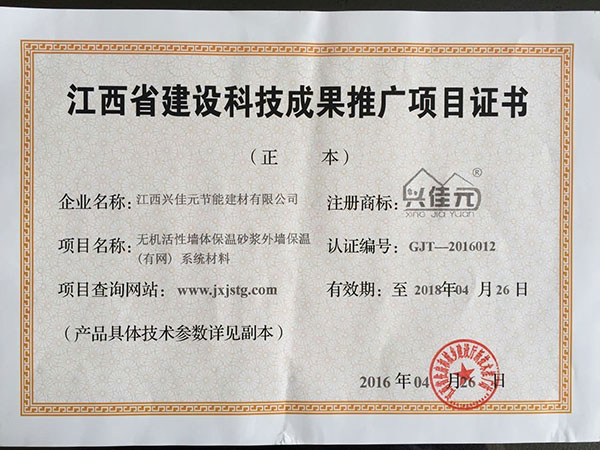 江西省建设科技成果推广项目证书
（正 本）
企业名称：江西兴佳元节能建材有限公司
注册商标：兴佳元®
xing Jia Yuan
项目名称：无机活性墙体保温砂浆外墙保温
（有网）系统材料
认证编号：GJT—2016012
项目查询网站：www.jxjstg.com
有效期：至 2018年04 月26日
（产品具体技术参数详见副本）
2016 年04 月26 日